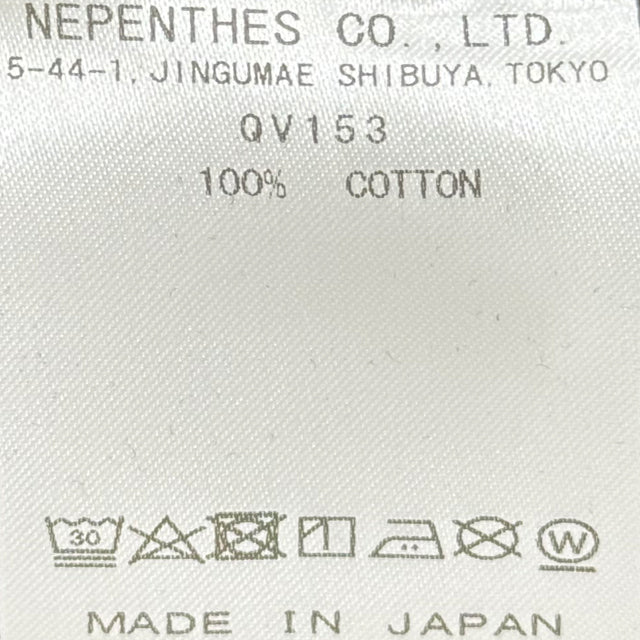 NEPENTHES CO., LTD.
5-44-1, JINGUMAE SHIBUYA, TOKYO
QV153
100% COTTON
30 W
MADE IN JAPAN